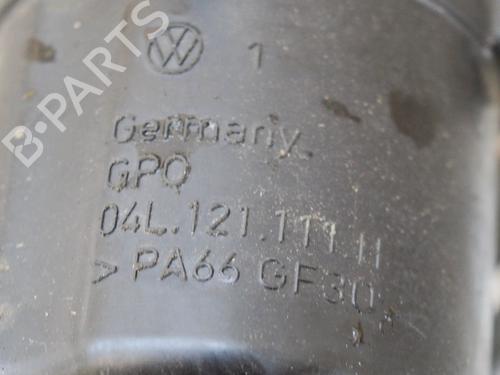 B-PARTS
VW 1
Germany
GPO
04L.121.111 H
>PA66 GF30